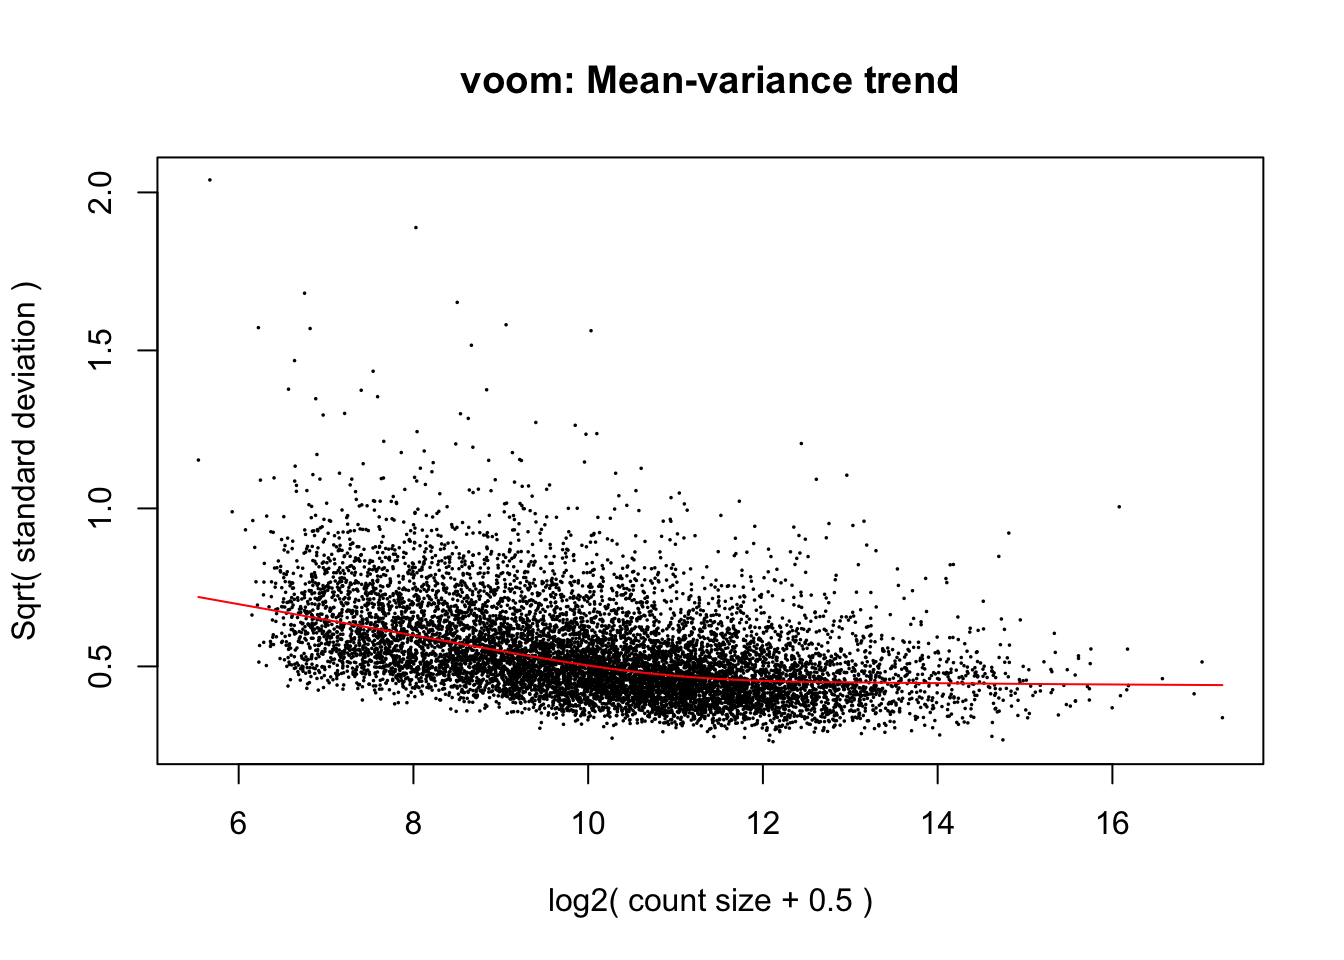 voom: Mean-variance trend
Sqrt( standard deviation )
2.0
1.5
1.0
0.5
6 8 10 12 14 16
log2( count size + 0.5 )